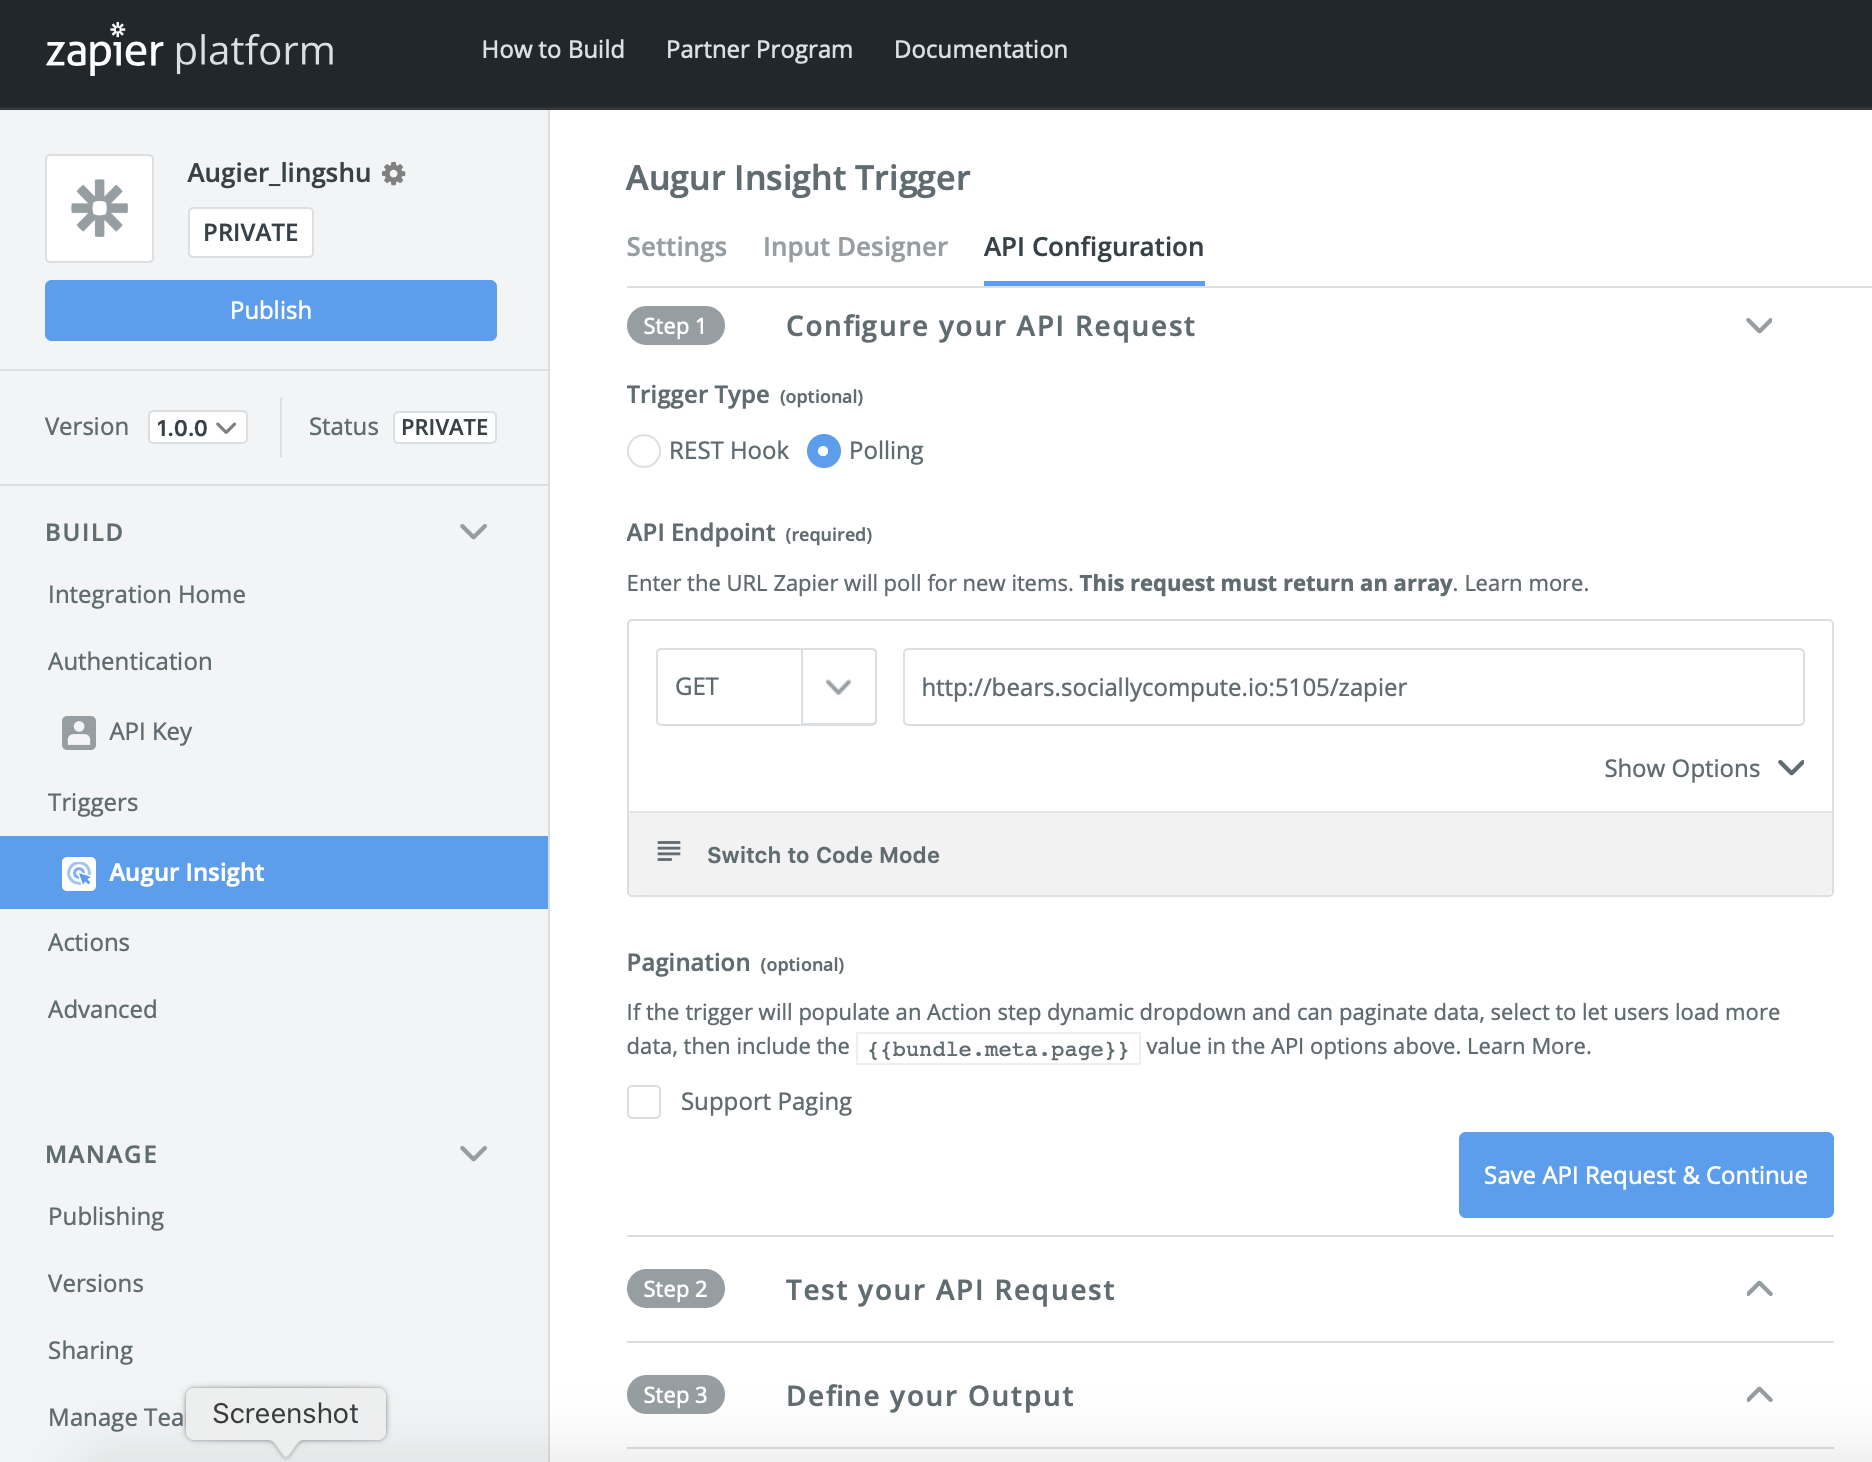 zapier platform
How to Build
Partner Program
Documentation
Augier_lingshu
PRIVATE
Publish
Version 1.0.0
Status PRIVATE
BUILD
Integration Home
Authentication
API Key
Triggers
Augur Insight
Actions
Advanced
MANAGE
Publishing
Versions
Sharing
Manage Tea
Screenshot
Augur Insight Trigger
Settings
Input Designer
API Configuration
Step 1 Configure your API Request
Trigger Type (optional)
REST Hook Polling
API Endpoint (required)
Enter the URL Zapier will poll for new items. This request must return an array. Learn more.
GET
http://bears.sociallycompute.io:5105/zapier
Show Options
Switch to Code Mode
Pagination (optional)
If the trigger will populate an Action step dynamic dropdown and can paginate data, select to let users load more
data, then include the {{bundle.meta.page}} value in the API options above. Learn More.
Support Paging
Save API Request & Continue
Step 2 Test your API Request
Step 3 Define your Output